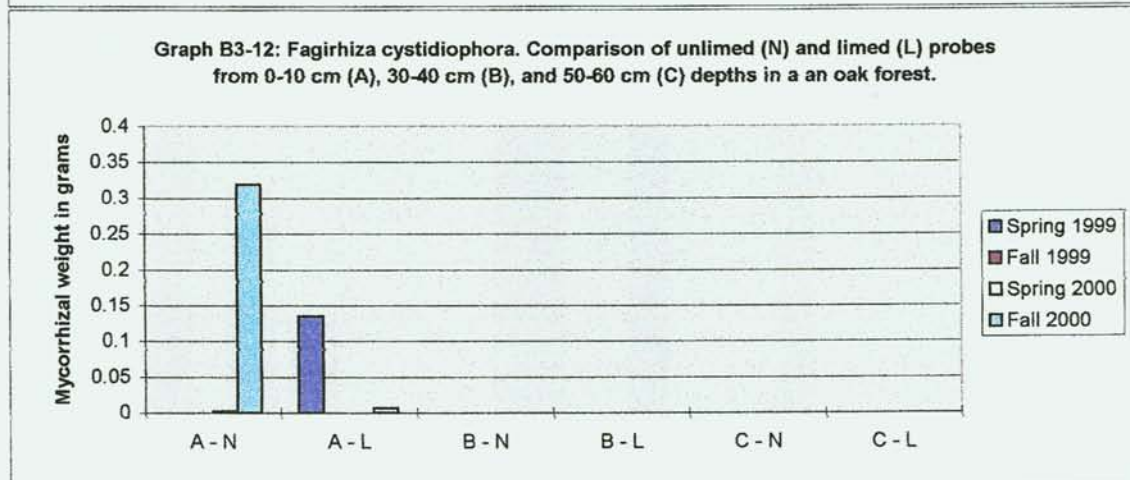 Graph B3-12: Fagirhiza cystidiophora. Comparison of unlimed (N) and limed (L) probes
from 0-10 cm (A), 30-40 cm (B), and 50-60 cm (C) depths in a an oak forest.
Mycorrhizal weight in grams
0.4
0.35
0.3
0.25
0.2
0.15
0.1
0.05
0
A - N
A - L
B - N
B - L
C - N
C - L
Spring 1999
Fall 1999
Spring 2000
Fall 2000